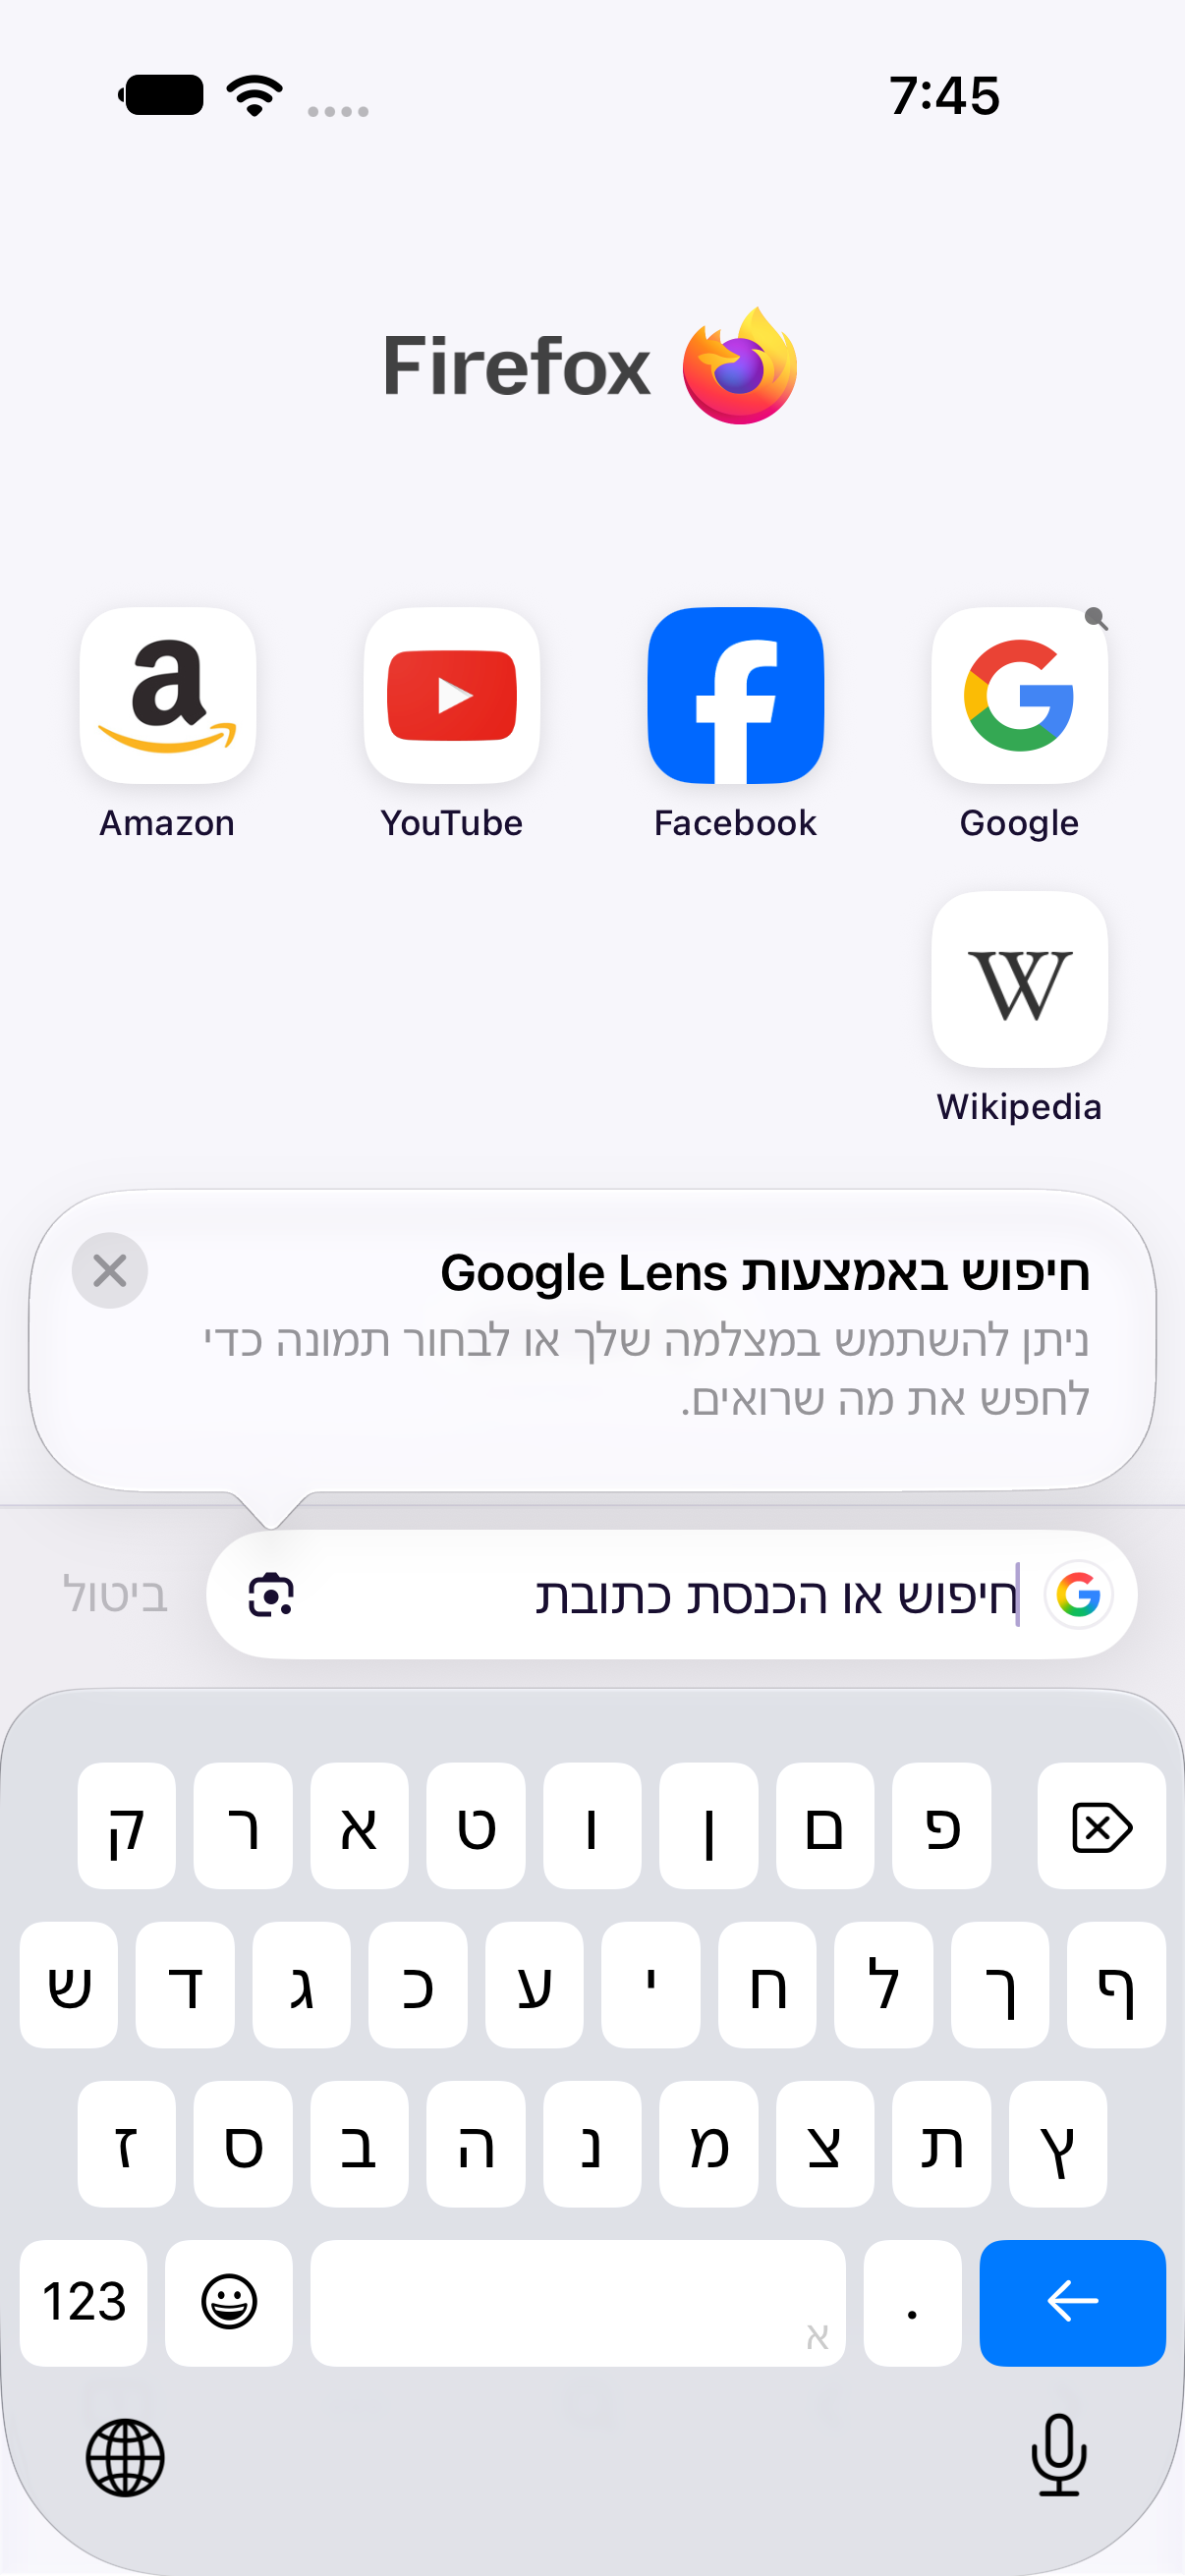 7:45
Firefox
Google
Facebook
YouTube
Amazon
Wikipedia
חיפוש באמצעות Google Lens
ניתן להשתמש במצלמה שלך או לבחור תמונה כדי
לחפש את מה שרואים.
חיפוש או הכנסת כתובת
ביטול
ק ר א ט ו ן ם פ
ש ד ג כ ע י ח ל ך ף
ז ס ב ה נ מ צ ת ץ
123 א .